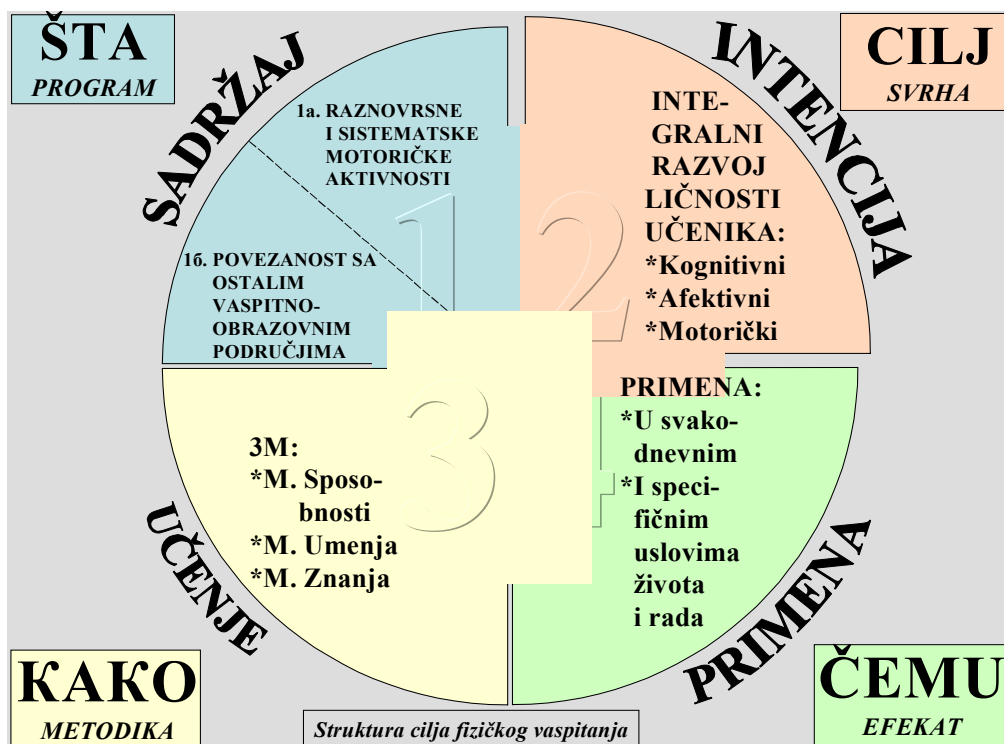 ŠTA
PROGRAM
SADRŽAJ
1a. RAZNOVRSNE
I SISTEMATSKE
MOTORIČKE
AKTIVNOSTI
1б. POVEZANOST SA
OSTALIM
VASPITNO-
OBRAZOVNIM
PODRUČJIMA
1
CILJ
SVRHA
INTENCIJA
INTE-
GRALNI
RAZVOJ
LIČNOSTI
UČENIKA:
*Kognitivni
*Afektivni
*Motorički
2
3M:
*M. Sposo-
bnosti
*M. Umenja
*M. Znanja
3
UČENJE
КАКО
METODIKA
PRIMENA:
*U svako-
dnevnim
*I speci-
fičnim
uslovima
života
i rada
4
PRIMENA
ČEMU
EFEKAT
Struktura cilja fizičkog vaspitanja